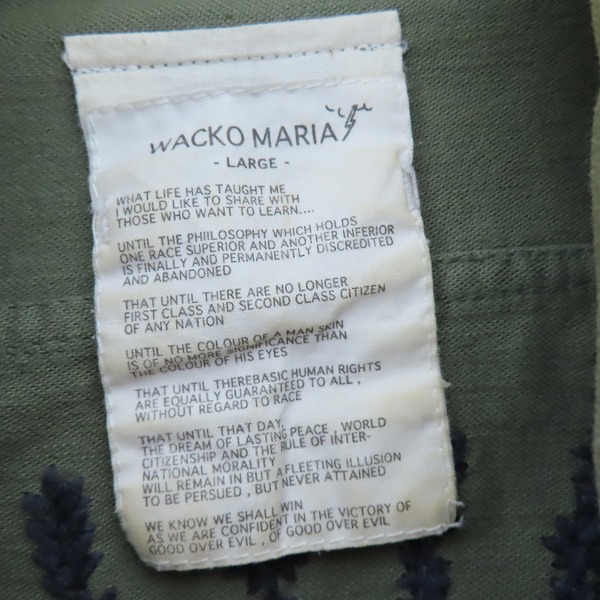 WACKO MARIA
- LARGE -
WHAT LIFE HAS TAUGHT ME
I WOULD LIKE TO SHARE WITH
THOSE WHO WANT TO LEARN....
UNTIL THE PHIILOSOPHY WHICH HOLDS
ONE RACE SUPERIOR AND ANOTHER INFERIOR
IS FINALLY AND PERMANENTLY DISCREDITED
AND ABANDONED
THAT UNTIL THERE ARE NO LONGER
FIRST CLASS AND SECOND CLASS CITIZEN
OF ANY NATION
UNTIL THE COLOUR OF A MAN SKIN
IS OF NO MORE SIGNIFICANCE THAN
THE COLOUR OF HIS EYES
THAT UNTIL THEREBASIC HUMAN RIGHTS
ARE EQUALLY GUARANTEED TO ALL ,
WITHOUT REGARD TO RACE
THAT UNTIL THAT DAY,
THE DREAM OF LASTING PEACE , WORLD
CITIZENSHIP AND THE RULE OF INTER-
NATIONAL MORALITY
WILL REMAIN IN BUT A FLEETING ILLUSION
TO BE PERSUED , BUT NEVER ATTAINED
WE KNOW WE SHALL WIN
AS WE ARE CONFIDENT IN THE VICTORY OF
GOOD OVER EVIL , OF GOOD OVER EVIL